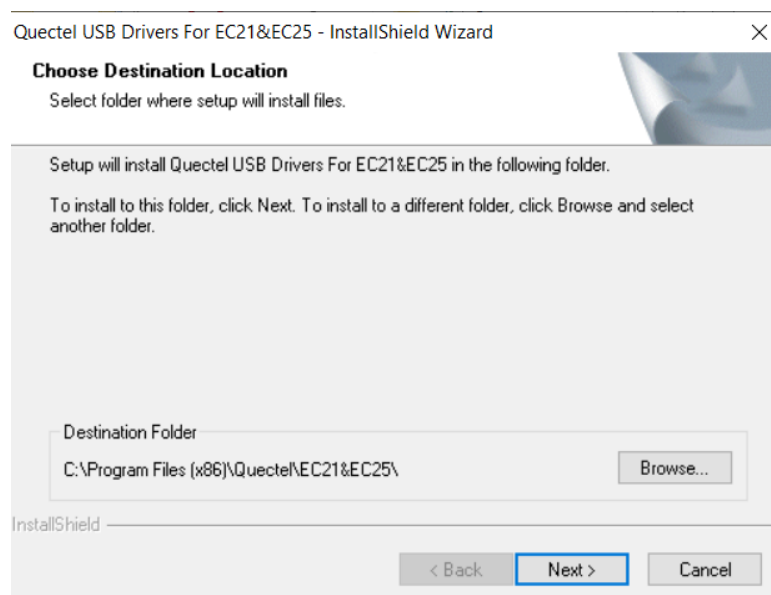 Quectel USB Drivers For EC21&EC25 - InstallShield Wizard
Choose Destination Location
Select folder where setup will install files.
Setup will install Quectel USB Drivers For EC21&EC25 in the following folder.
To install to this folder, click Next. To install to a different folder, click Browse and select
another folder.
Destination Folder
C:\Program Files (x86)\Quectel\EC21&EC25\
Browse...
InstallShield
< Back
Next >
Cancel